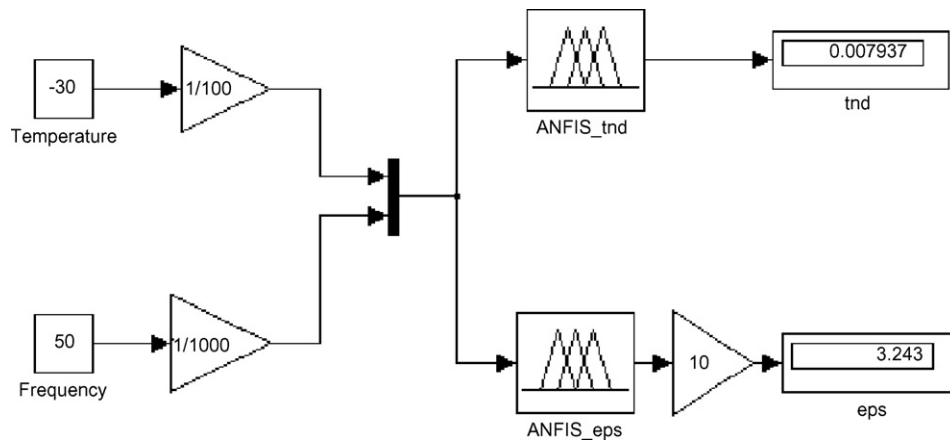 -30
Temperature
1/100
50
Frequency
1/1000
ANFIS_tnd
0.007937
tnd
ANFIS_eps
10
3.243
eps